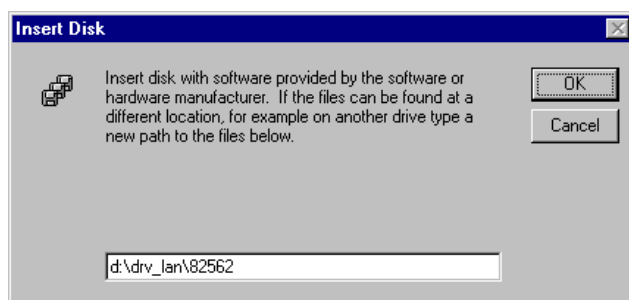 Insert Disk
Insert disk with software provided by the software or
hardware manufacturer.  If the files can be found at a
different location, for example on another drive type a
new path to the files below.
OK
Cancel
d:\drv_lan\82562